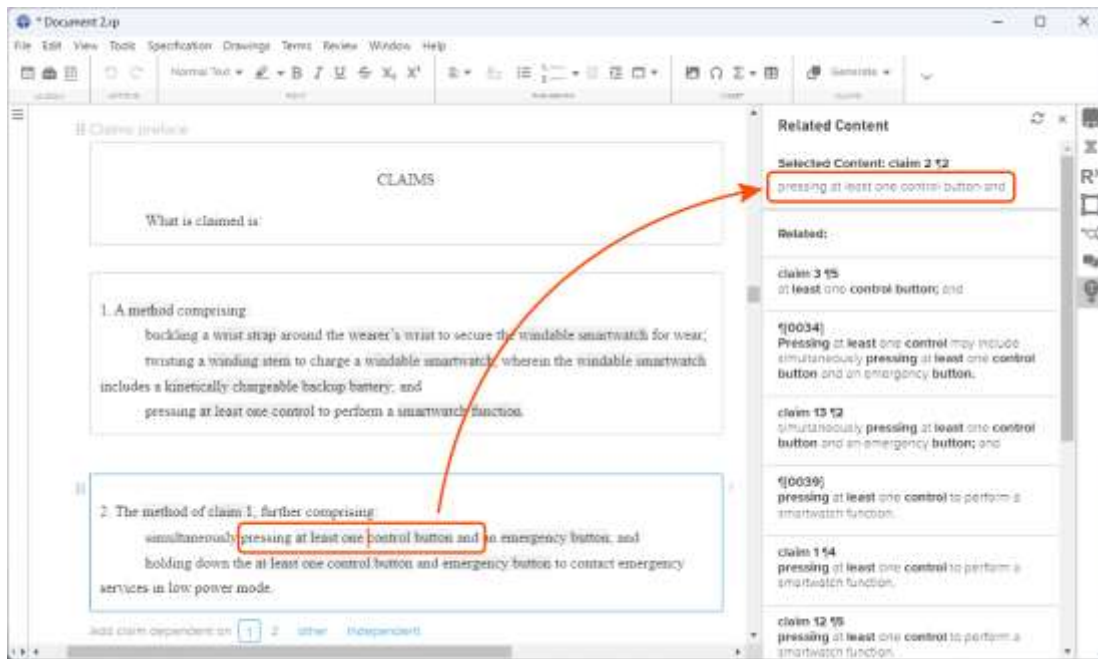 * Document 2.xp
File Edit View Tools Specification Drawings Terms Review Window Help
Normal Text B I U S X₁ X¹ Ω Σ Generate
Claims preface
CLAIMS
What is claimed is:
1. A method comprising:
buckling a wrist strap around the wearer's wrist to secure the windable smartwatch for wear;
twisting a winding stem to charge a windable smartwatch, wherein the windable smartwatch
includes a kinetically chargeable backup battery; and
pressing at least one control to perform a smartwatch function.
2. The method of claim 1, further comprising:
simultaneously pressing at least one control button and an emergency button; and
holding down the at least one control button and emergency button to contact emergency
services in low power mode.
Add claim dependent on 1 2 other Independent
Related Content
Selected Content: claim 2 ¶2
pressing at least one control button and
Related:
claim 3 ¶5
at least one control button; and
¶[0034]
Pressing at least one control may include
simultaneously pressing at least one control
button and an emergency button.
claim 13 ¶2
simultaneously pressing at least one control
button and an emergency button; and
¶[0039]
pressing at least one control to perform a
smartwatch function.
claim 1 ¶4
pressing at least one control to perform a
smartwatch function.
claim 12 ¶5
pressing at least one control to perform a
smartwatch function.